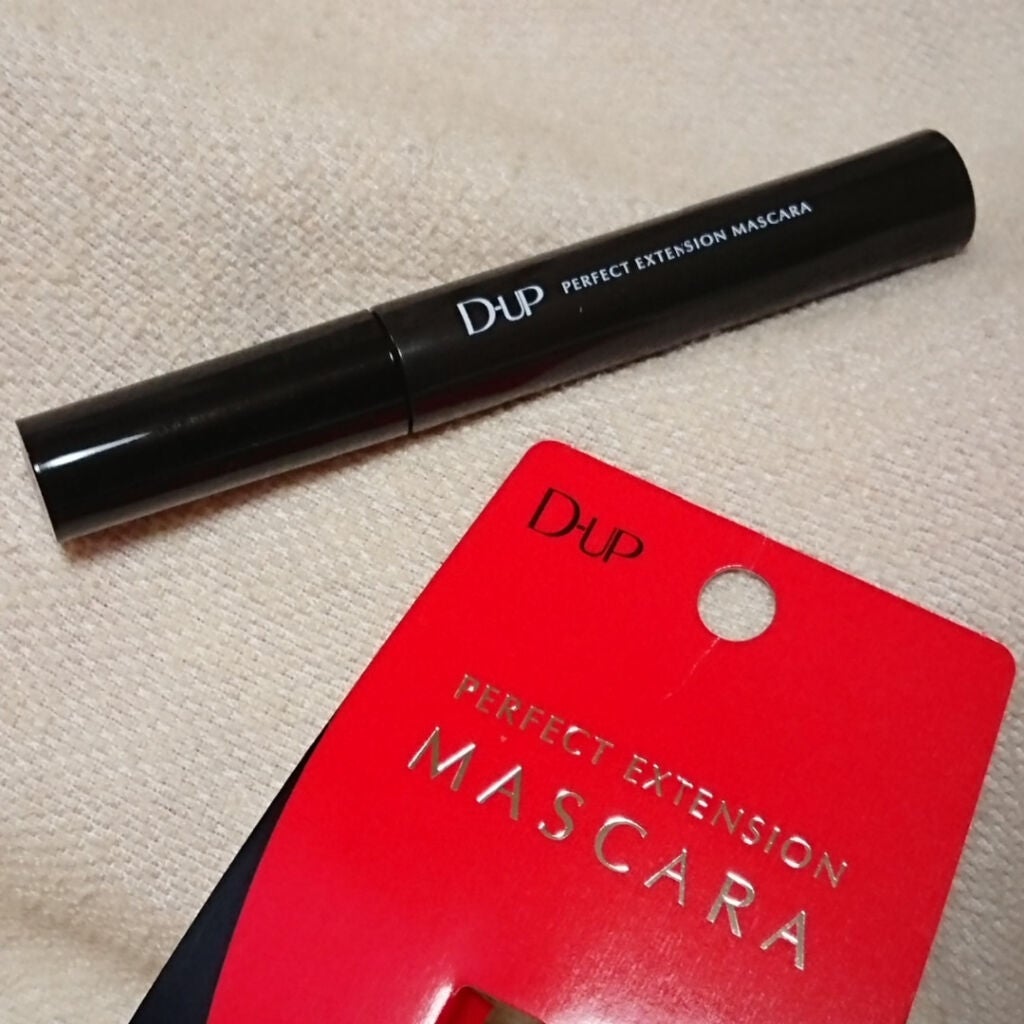 D-UP PERFECT EXTENSION MASCARA
D-UP
PERFECT EXTENSION
MASCARA